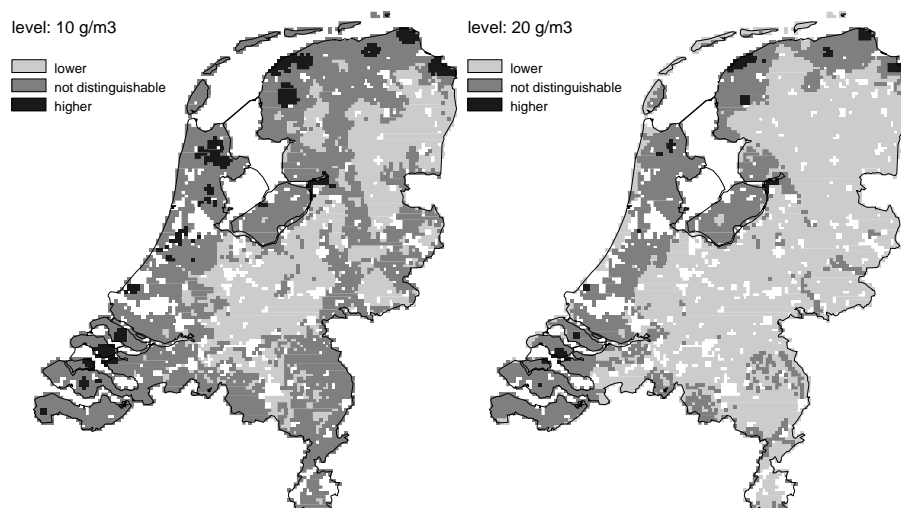 level: 10 g/m3
lower
not distinguishable
higher
level: 20 g/m3
lower
not distinguishable
higher